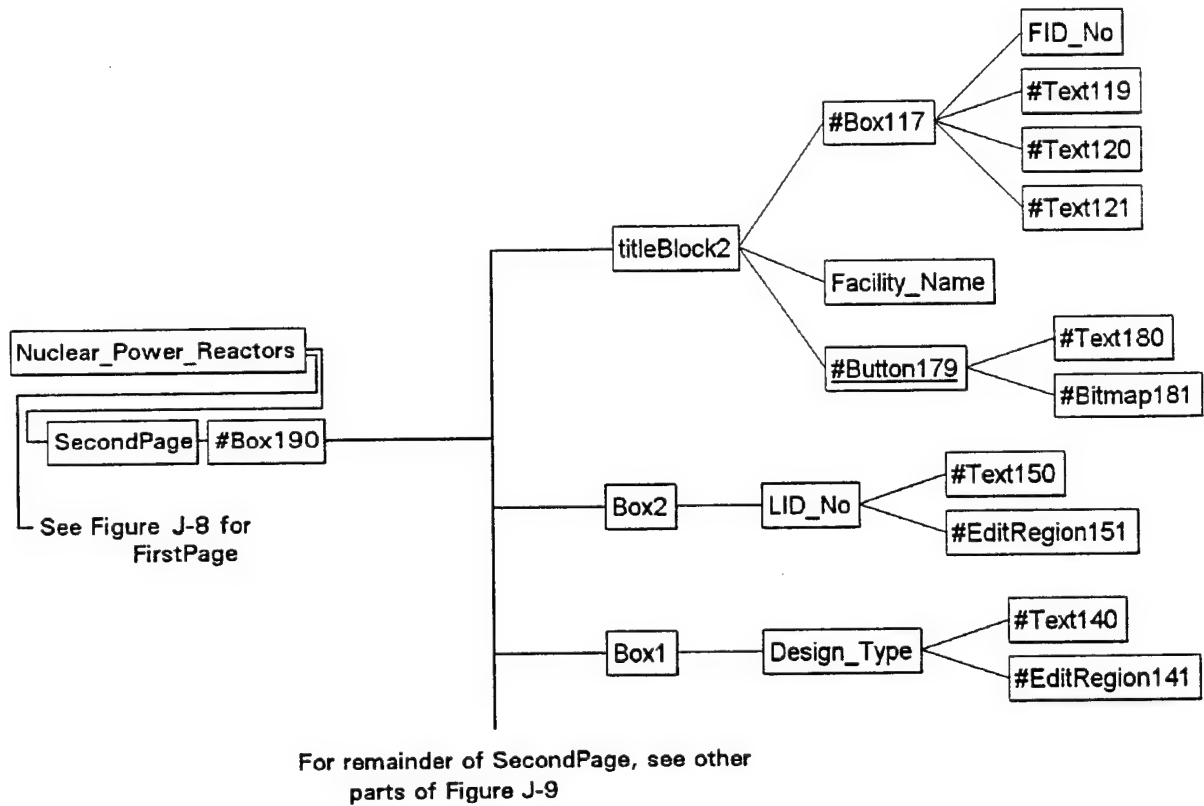 FID_No
#Text119
#Box117
#Text120
#Text121
titleBlock2
Facility_Name
#Text180
#Button179
#Bitmap181
Nuclear_Power_Reactors
SecondPage
#Box190
See Figure J-8 for
FirstPage
#Text150
Box2
LID_No
#EditRegion151
#Text140
Box1
Design_Type
#EditRegion141
For remainder of SecondPage, see other
parts of Figure J-9